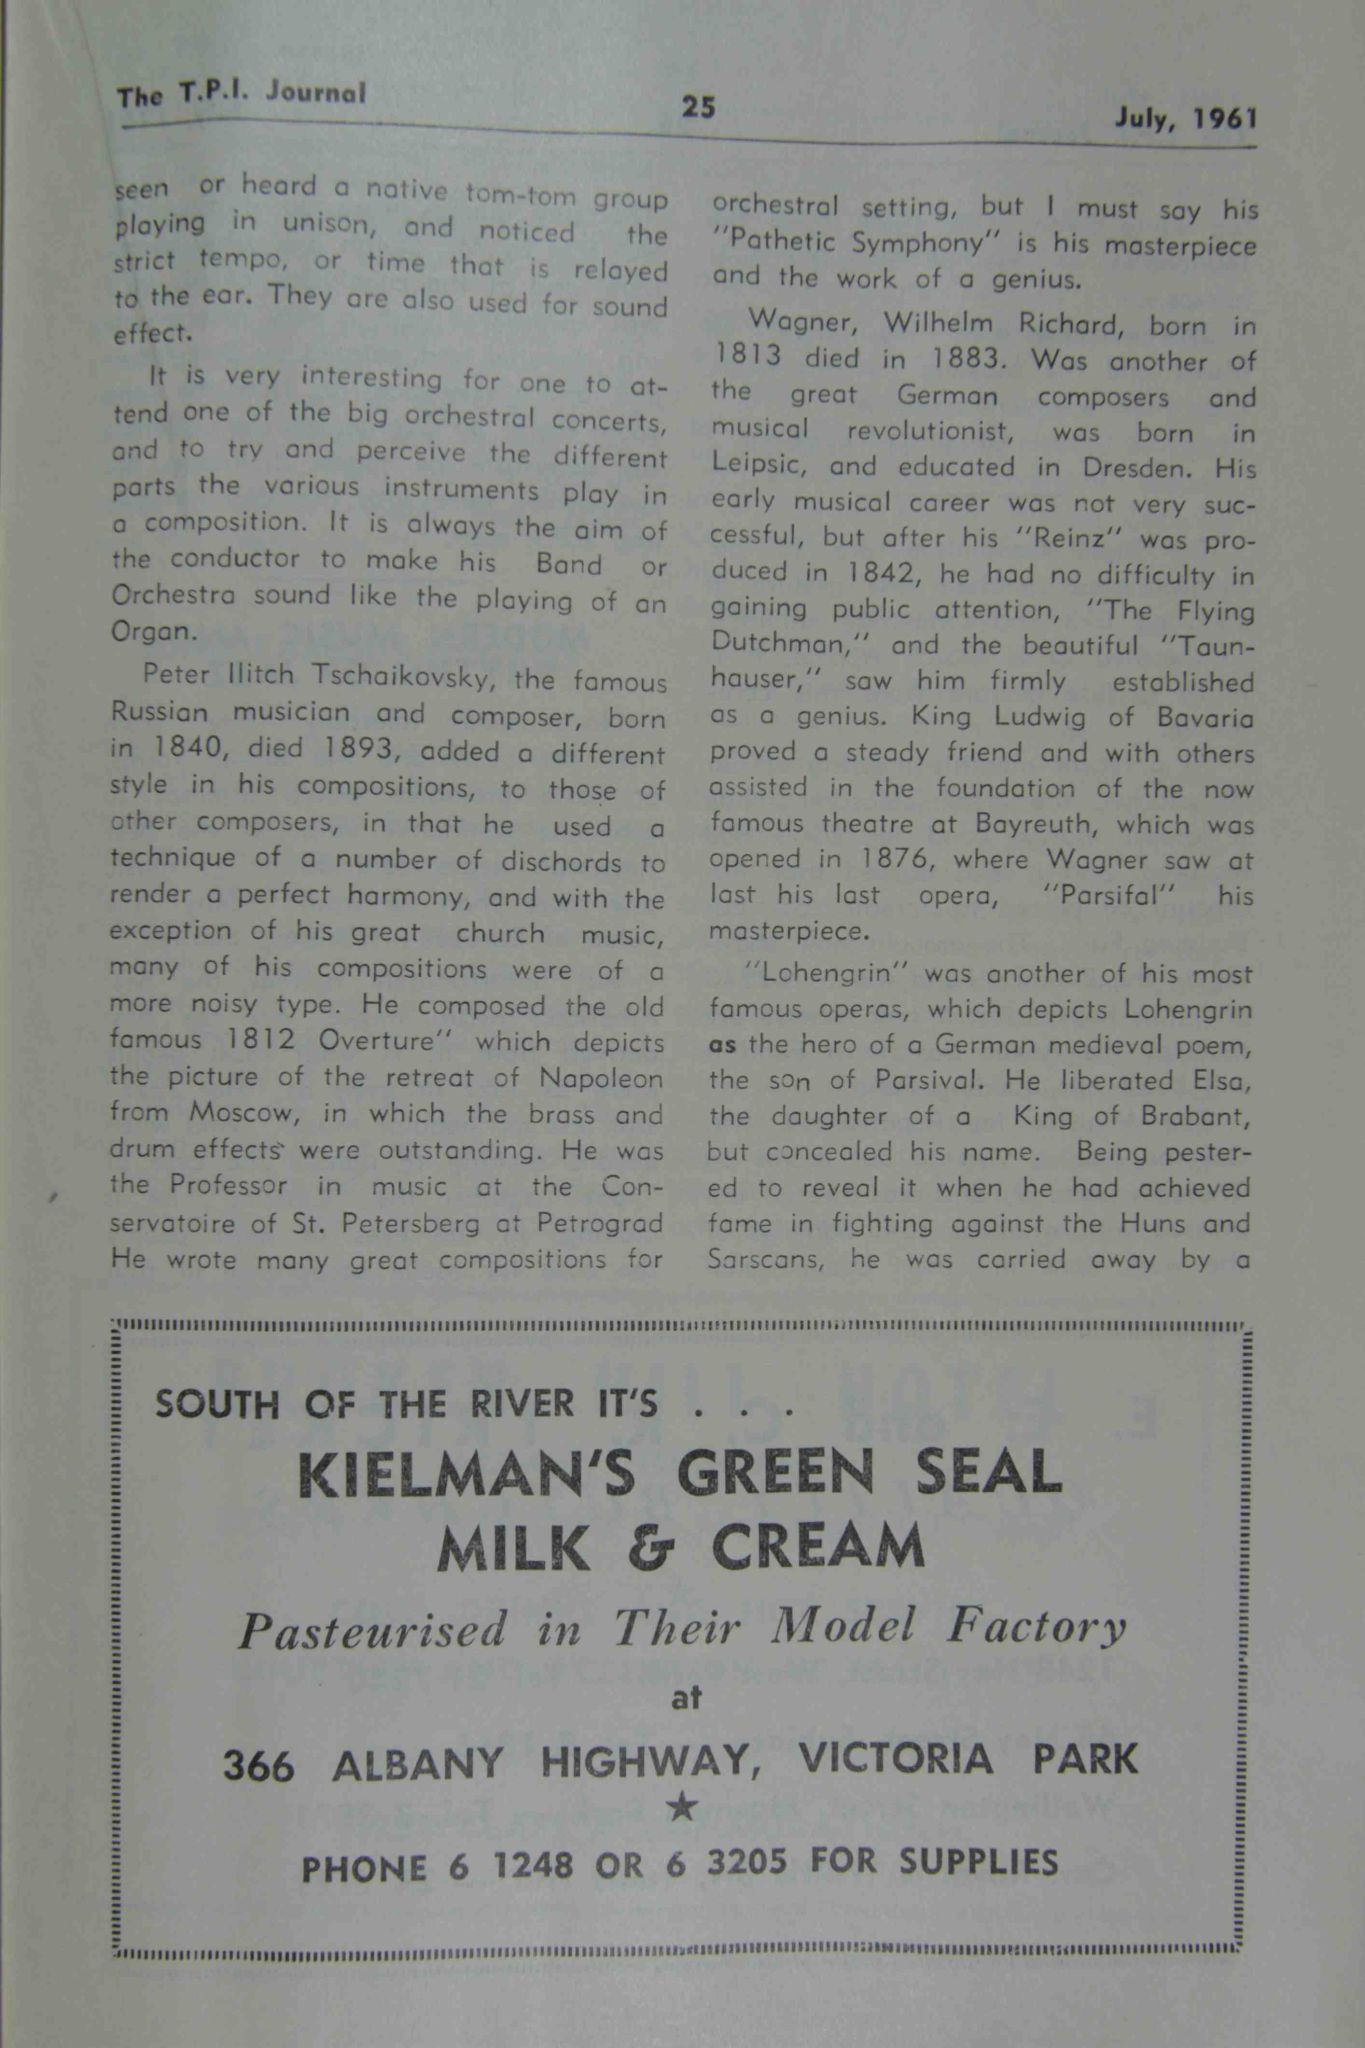 The T.P.I. Journal
25
July, 1961
seen or heard a native tom-tom group
playing in unison, and noticed the
strict tempo, or time that is relayed
to the ear. They are also used for sound
effect.
It is very interesting for one to at-
tend one of the big orchestral concerts,
and to try and perceive the different
parts the various instruments play in
a composition. It is always the aim of
the conductor to make his Band or
Orchestra sound like the playing of an
Organ.
Peter Ilitch Tschaikovsky, the famous
Russian musician and composer, born
in 1840, died 1893, added a different
style in his compositions, to those of
other composers, in that he used a
technique of a number of dischords to
render a perfect harmony, and with the
exception of his great church music,
many of his compositions were of a
more noisy type. He composed the old
famous 1812 Overture" which depicts
the picture of the retreat of Napoleon
from Moscow, in which the brass and
drum effects were outstanding. He was
the Professor in music at the Con-
servatoire of St. Petersberg at Petrograd
He wrote many great compositions for
orchestral setting, but I must say his
"Pathetic Symphony" is his masterpiece
and the work of a genius.
Wagner, Wilhelm Richard, born in
1813 died in 1883. Was another of
the great German composers and
musical revolutionist, was born in
Leipsic, and educated in Dresden. His
early musical career was not very suc-
cessful, but after his "Reinz" was pro-
duced in 1842, he had no difficulty in
gaining public attention, "The Flying
Dutchman," and the beautiful "Taun-
hauser," saw him firmly established
as a genius. King Ludwig of Bavaria
proved a steady friend and with others
assisted in the foundation of the now
famous theatre at Bayreuth, which was
opened in 1876, where Wagner saw at
last his last opera, "Parsifal" his
masterpiece.
"Lohengrin" was another of his most
famous operas, which depicts Lohengrin
as the hero of a German medieval poem,
the son of Parsival. He liberated Elsa,
the daughter of a King of Brabant,
but concealed his name. Being pester-
ed to reveal it when he had achieved
fame in fighting against the Huns and
Sarscans, he was carried away by a
SOUTH OF THE RIVER IT'S . . .
KIELMAN'S GREEN SEAL
MILK & CREAM
Pasteurised in Their Model Factory
at
366 ALBANY HIGHWAY, VICTORIA PARK
PHONE 6 1248 OR 6 3205 FOR SUPPLIES